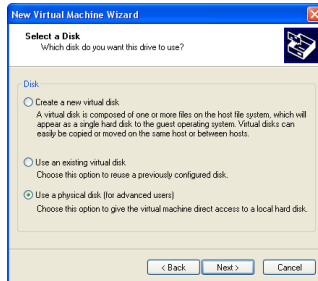 New Virtual Machine Wizard
Select a Disk
Which disk do you want this drive to use?
Disk
Create a new virtual disk
A virtual disk is composed of one or more files on the host file system, which will
appear as a single hard disk to the guest operating system. Virtual disks can
easily be copied or moved on the same host or between hosts.
Use an existing virtual disk
Choose this option to reuse a previously configured disk.
Use a physical disk (for advanced users)
Choose this option to give the virtual machine direct access to a local hard disk.
< Back Next > Cancel